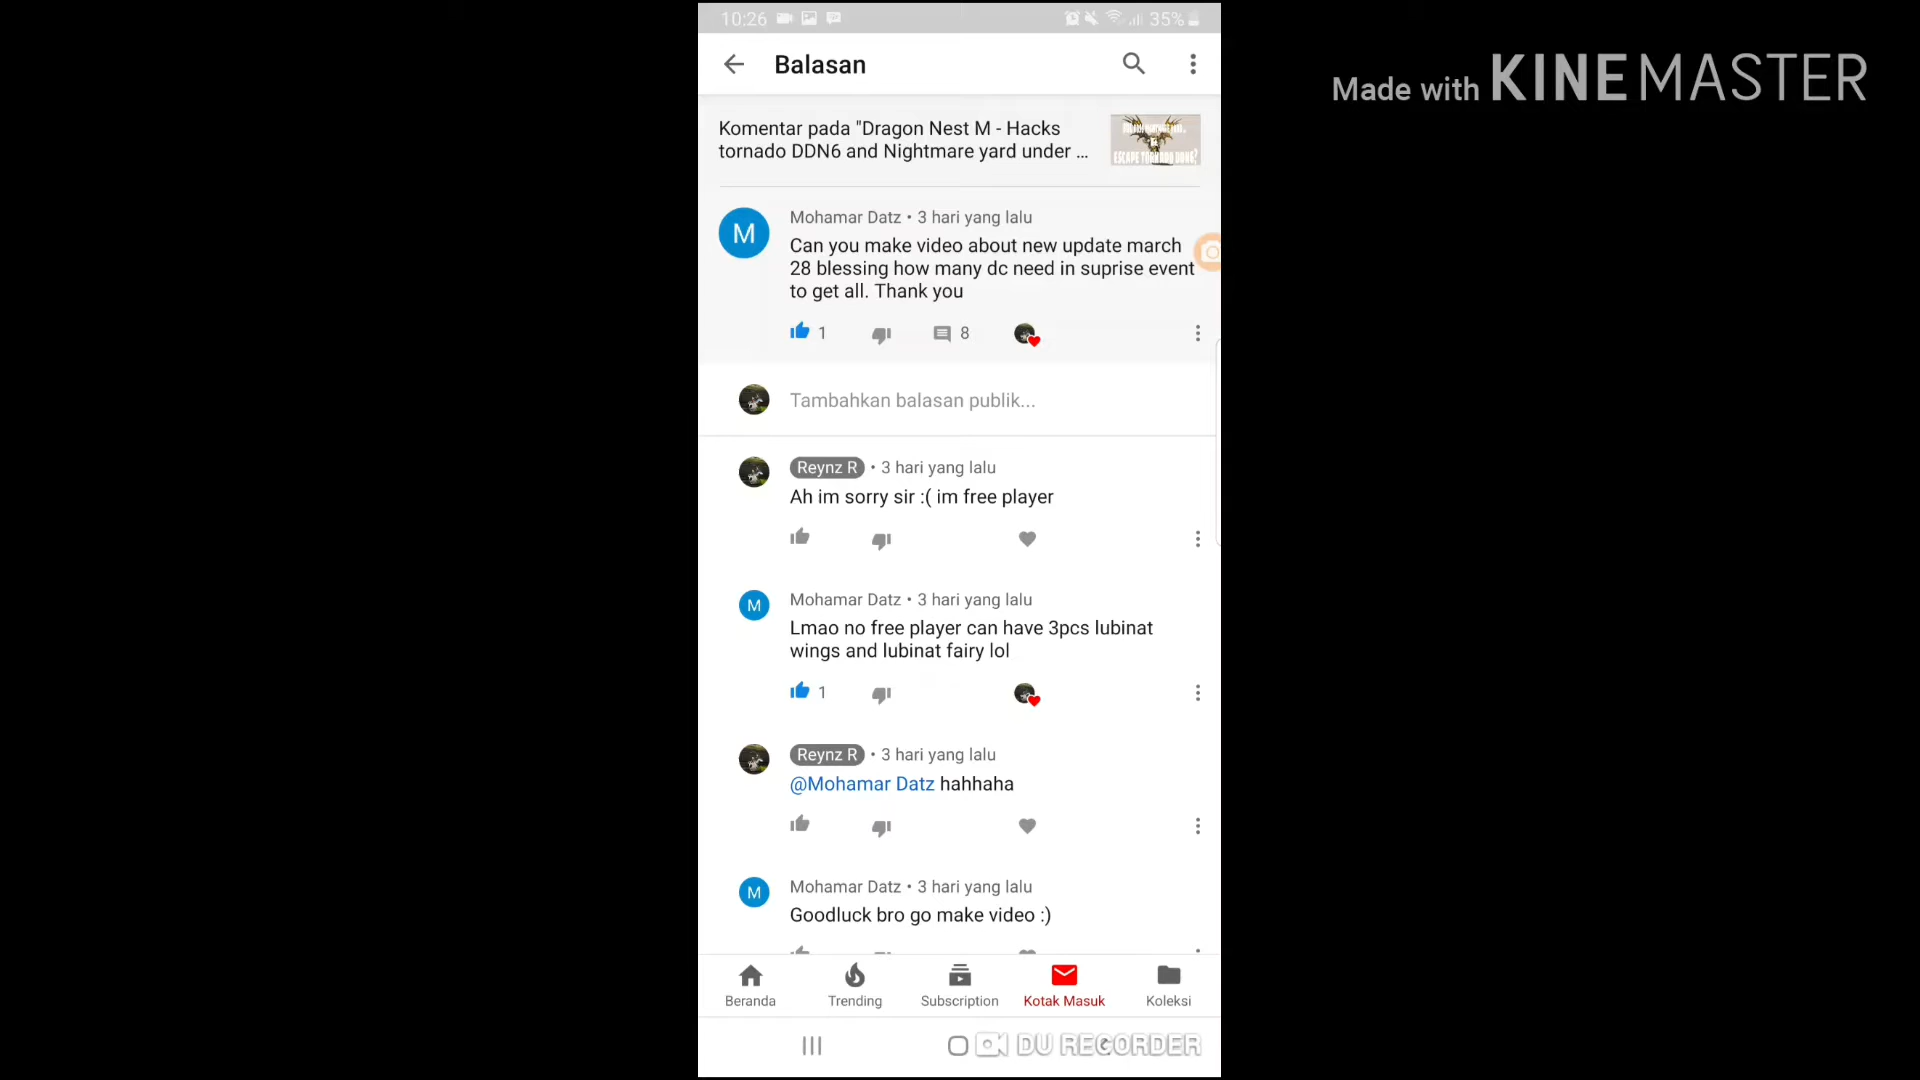 10:26
35%
Made with KINEMASTER
Balasan
Komentar pada "Dragon Nest M - Hacks
tornado DDN6 and Nightmare yard under ...
ESCAPE TORNADO DDN6?
M
Mohamar Datz • 3 hari yang lalu
Can you make video about new update march
28 blessing how many dc need in suprise event
to get all. Thank you
1
8
Tambahkan balasan publik...
Reynz R • 3 hari yang lalu
Ah im sorry sir :( im free player
M
Mohamar Datz • 3 hari yang lalu
Lmao no free player can have 3pcs lubinat
wings and lubinat fairy lol
1
Reynz R • 3 hari yang lalu
@Mohamar Datz hahhaha
M
Mohamar Datz • 3 hari yang lalu
Goodluck bro go make video :)
Beranda
Trending
Subscription
Kotak Masuk
Koleksi
DU RECORDER